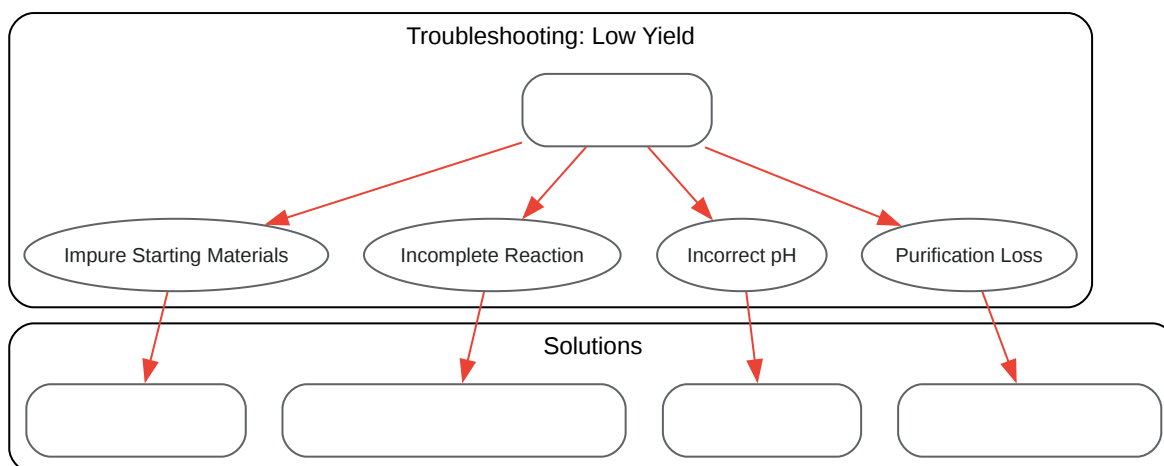 Troubleshooting: Low Yield
Impure Starting Materials
Incomplete Reaction
Incorrect pH
Purification Loss
Solutions